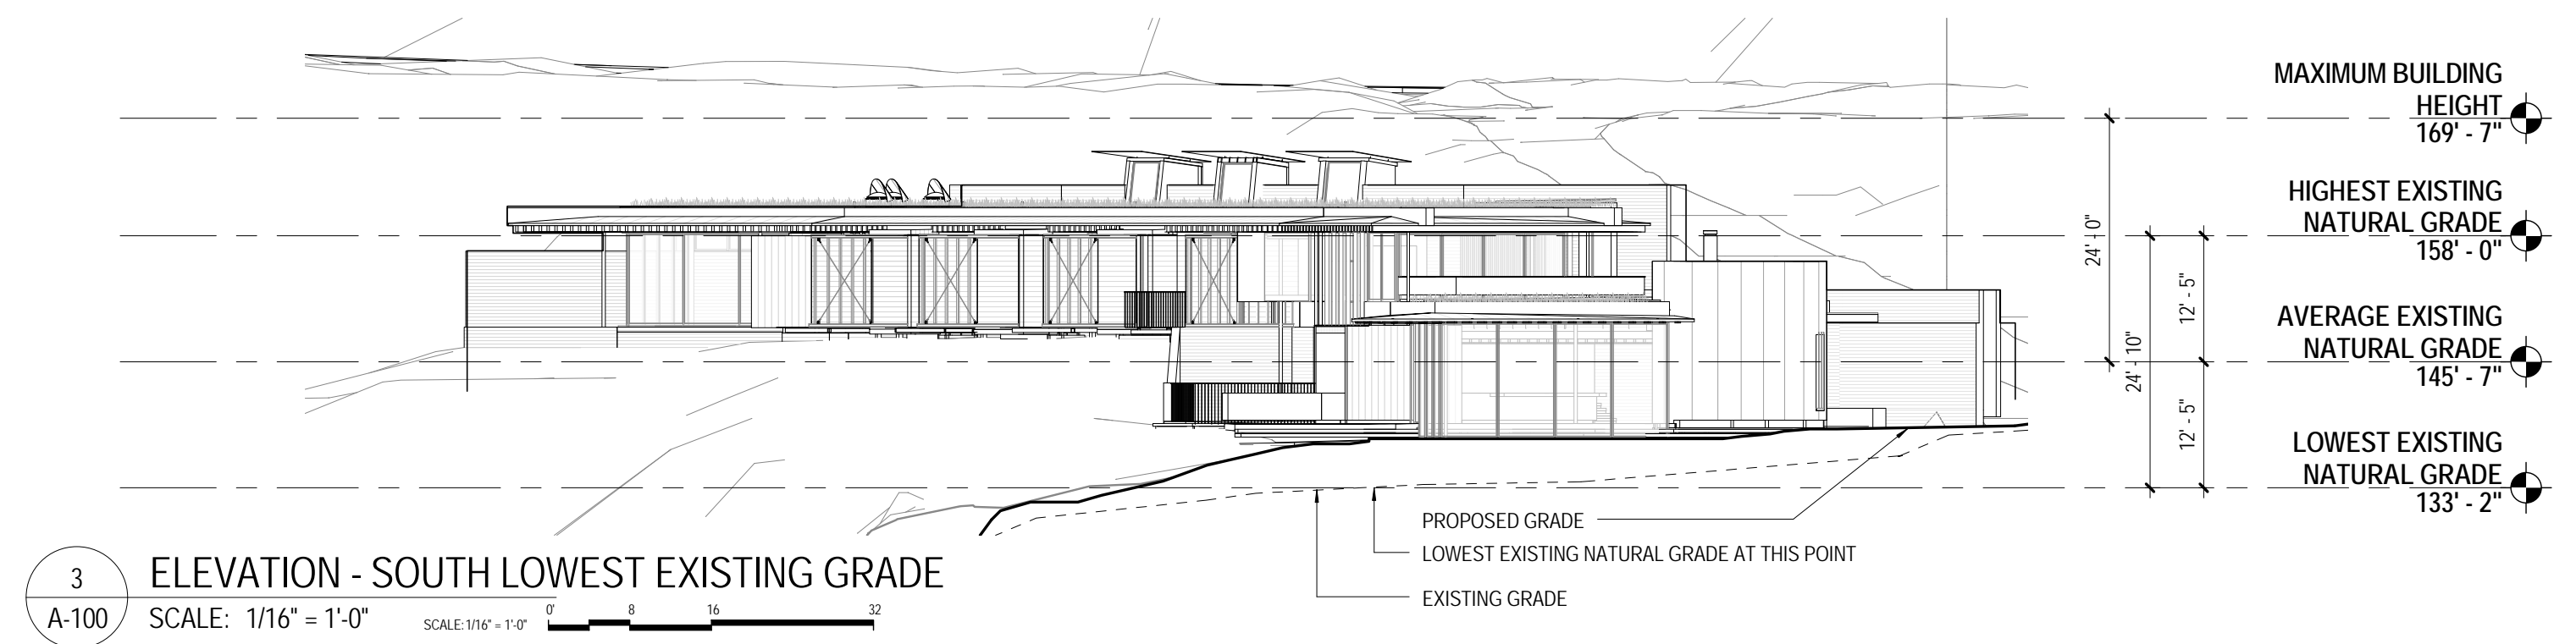 MAXIMUM BUILDING
HEIGHT
169' - 7"
HIGHEST EXISTING
NATURAL GRADE
158' - 0"
AVERAGE EXISTING
NATURAL GRADE
145' - 7"
LOWEST EXISTING
NATURAL GRADE
133' - 2"
24' - 0"
24' - 10"
12' - 5"
12' - 5"
PROPOSED GRADE
LOWEST EXISTING NATURAL GRADE AT THIS POINT
EXISTING GRADE
3
A-100
ELEVATION - SOUTH LOWEST EXISTING GRADE
SCALE: 1/16" = 1'-0"
SCALE: 1/16" = 1'-0"
0' 8 16 32